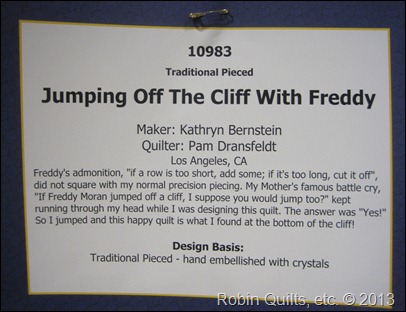 10983
Traditional Pieced
Jumping Off The Cliff With Freddy
Maker: Kathryn Bernstein
Quilter: Pam Dransfeldt
Los Angeles, CA
Freddy's admonition, "if a row is too short, add some; if it's too long, cut it off",
did not square with my normal precision piecing. My Mother's famous battle cry,
"If Freddy Moran jumped off a cliff, I suppose you would jump too?" kept
running through my head while I was designing this quilt. The answer was "Yes!"
So I jumped and this happy quilt is what I found at the bottom of the cliff!
Design Basis:
Traditional Pieced - hand embellished with crystals
Robin Quilts, etc. © 2013